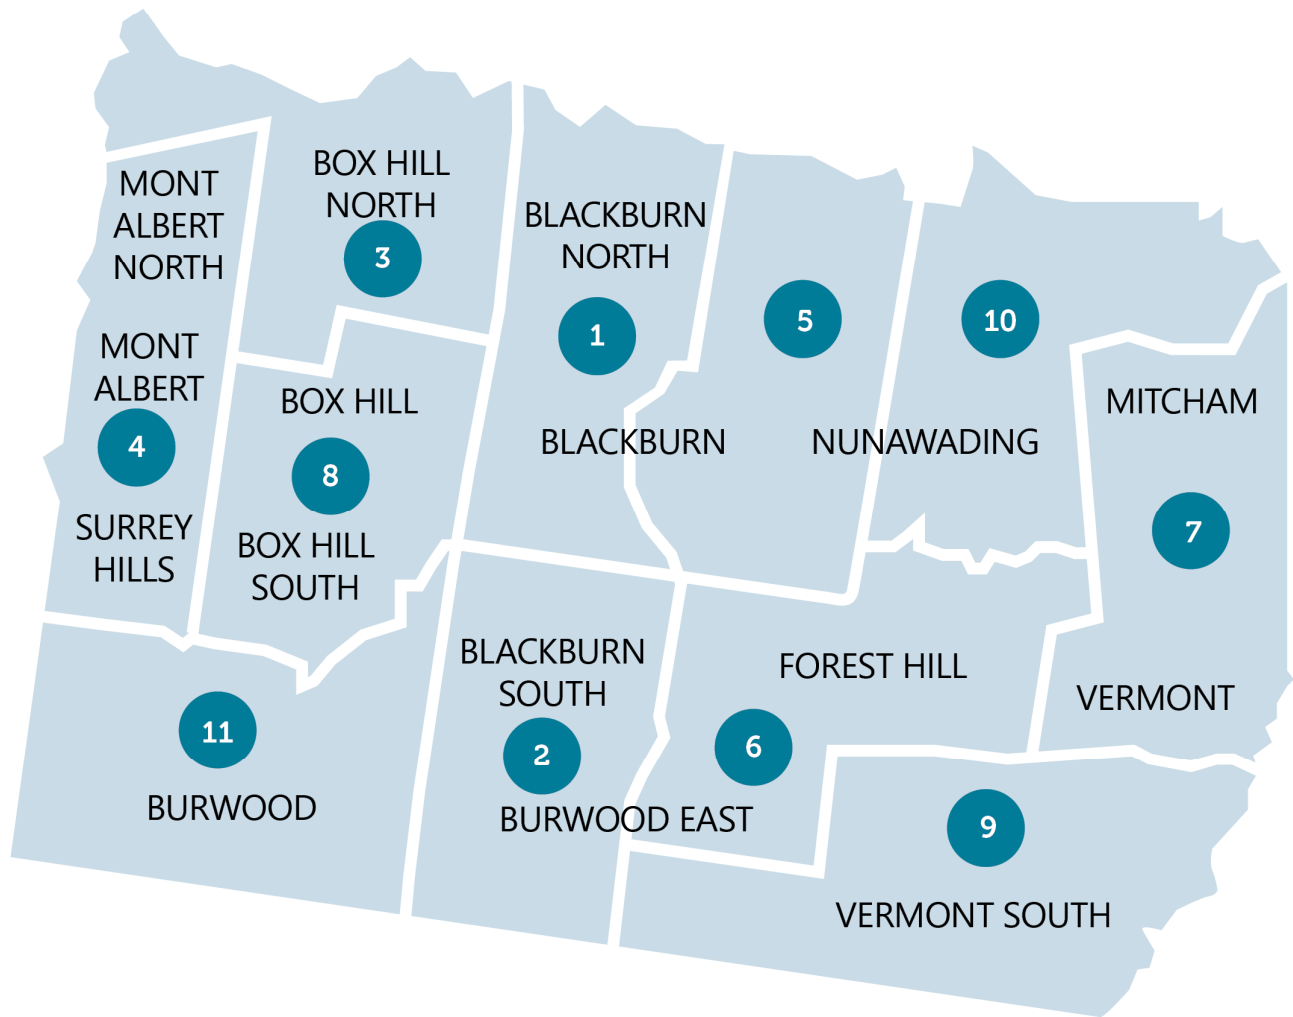 BOX HILL
NORTH
3
MONT
ALBERT
NORTH
MONT
ALBERT
4
SURREY
HILLS
BLACKBURN
NORTH
1
BLACKBURN
5
10
NUNAWADING
MITCHAM
7
VERMONT
BOX HILL
8
BOX HILL
SOUTH
BLACKBURN
SOUTH
2
BURWOOD EAST
FOREST HILL
6
11
BURWOOD
9
VERMONT SOUTH